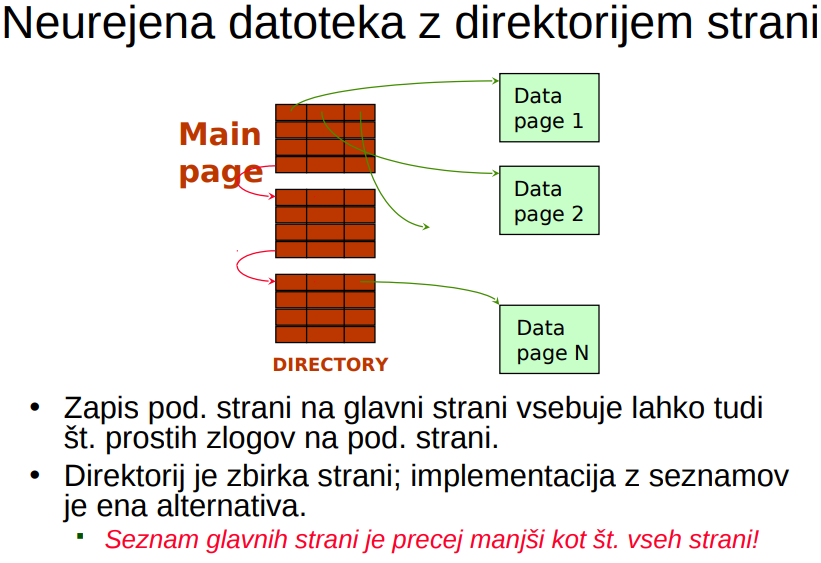 Neurejena datoteka z direktorijem strani
Main
page
Data
page 1
Data
page 2
Data
page N
DIRECTORY
• Zapis pod. strani na glavni strani vsebuje lahko tudi
št. prostih zlogov na pod. strani.
• Direktorij je zbirka strani; implementacija z seznamov
je ena alternativa.
▪ Seznam glavnih strani je precej manjši kot št. vseh strani!